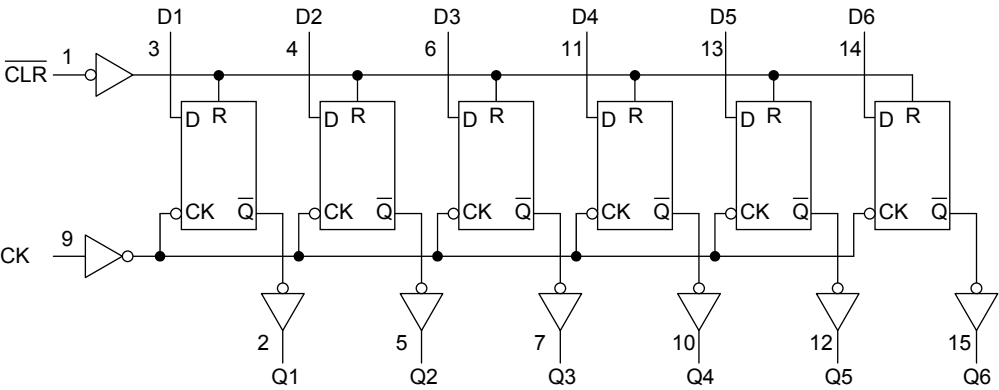 D1 D2 D3 D4 D5 D6
3 4 6 11 13 14
C̅L̅R̅ 1
D R D R D R D R D R D R
CK Q̅ CK Q̅ CK Q̅ CK Q̅ CK Q̅ CK Q̅
CK 9
2 5 7 10 12 15
Q1 Q2 Q3 Q4 Q5 Q6